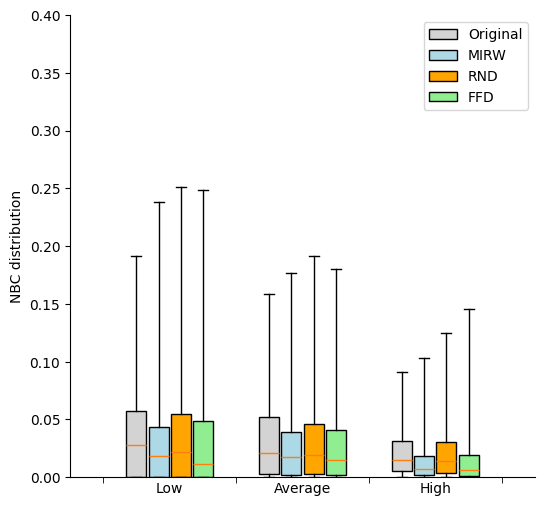 0.40
0.35
0.30
0.25
0.20
0.15
0.10
0.05
0.00
NBC distribution
Original
MIRW
RND
FFD
Low
Average
High